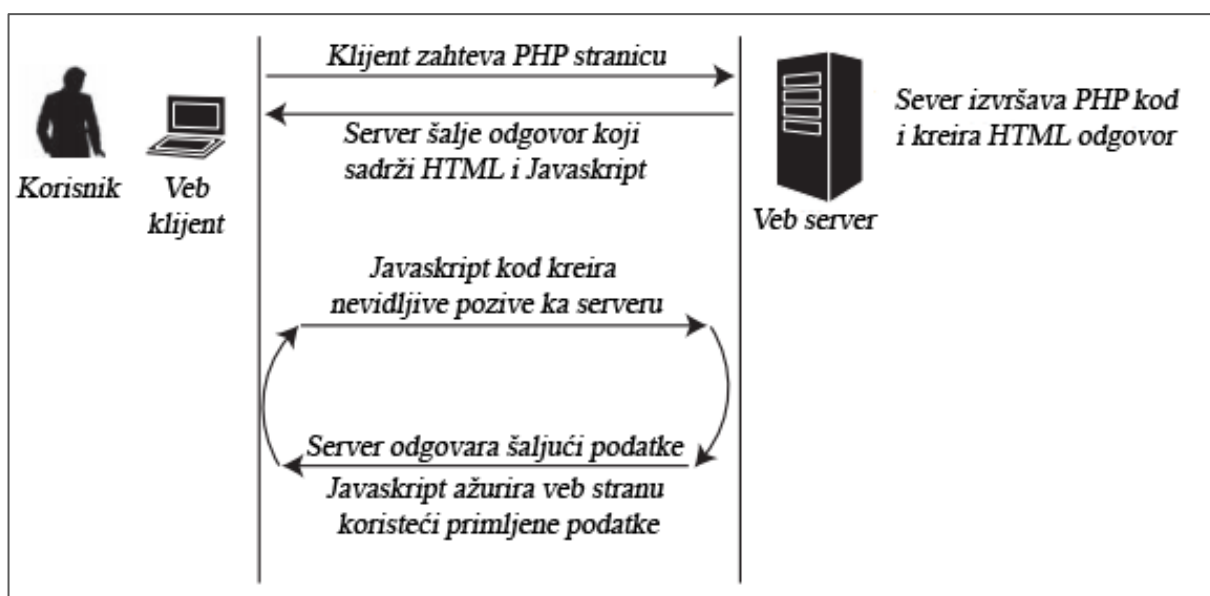 Klijent zahteva PHP stranicu
Server šalje odgovor koji
sadrži HTML i Javaskript
Sever izvršava PHP kod
i kreira HTML odgovor
Korisnik
Veb
klijent
Veb server
Javaskript kod kreira
nevidljive pozive ka serveru
Server odgovara šaljući podatke
Javaskript ažurira veb stranu
koristeći primljene podatke